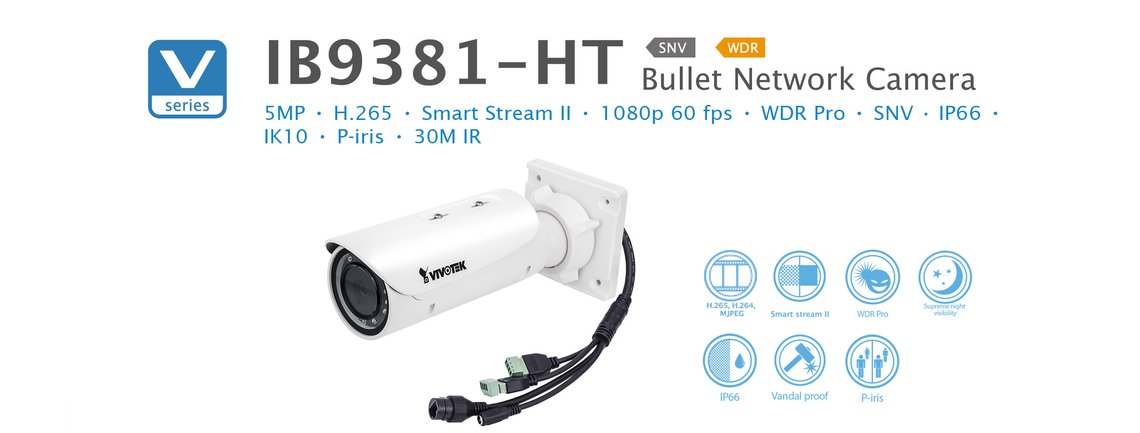 V
series
IB9381-HT
SNV
WDR
Bullet Network Camera
5MP • H.265 • Smart Stream II • 1080p 60 fps • WDR Pro • SNV • IP66 •
IK10 • P-iris • 30M IR
VIVOTEK
H.265, H.264,
MJPEG
Smart stream II
WDR Pro
Supreme night
visibility
IP66
Vandal proof
P-iris